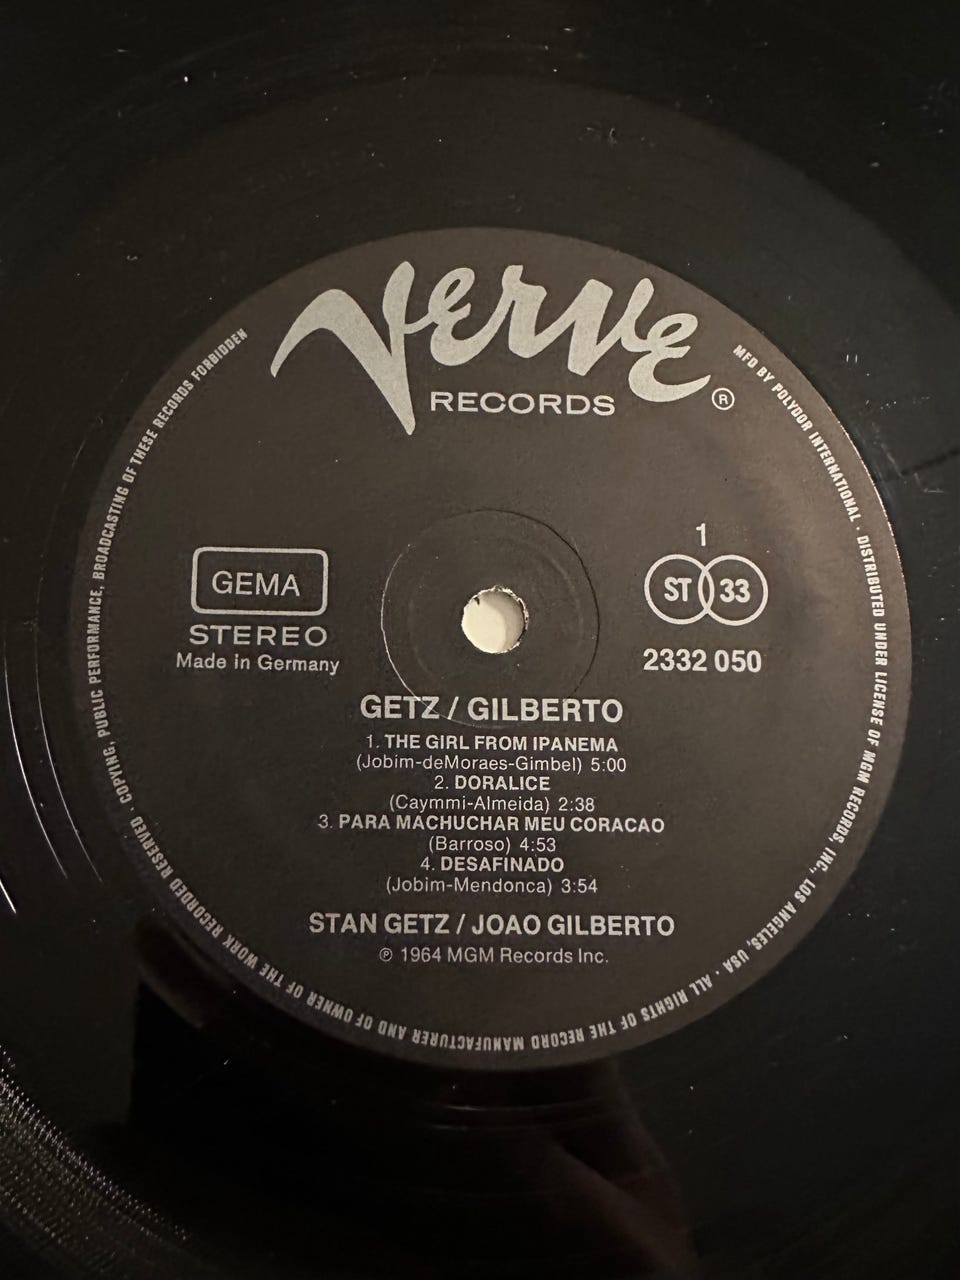 Verve
RECORDS ®
MFD BY POLYDOR INTERNATIONAL · DISTRIBUTED UNDER LICENSE OF MGM RECORDS, INC., LOS ANGELES, USA · ALL RIGHTS OF THE RECORD MANUFACTURER AND OF OWNER OF THE WORK RECORDED RESERVED · COPYING, PUBLIC PERFORMANCE, BROADCASTING OF THESE RECORDS FORBIDDEN
GEMA
STEREO
Made in Germany
1
ST 33
2332 050
GETZ / GILBERTO
1. THE GIRL FROM IPANEMA
(Jobim-deMoraes-Gimbel) 5:00
2. DORALICE
(Caymmi-Almeida) 2:38
3. PARA MACHUCHAR MEU CORACAO
(Barroso) 4:53
4. DESAFINADO
(Jobim-Mendonca) 3:54
STAN GETZ / JOAO GILBERTO
℗ 1964 MGM Records Inc.